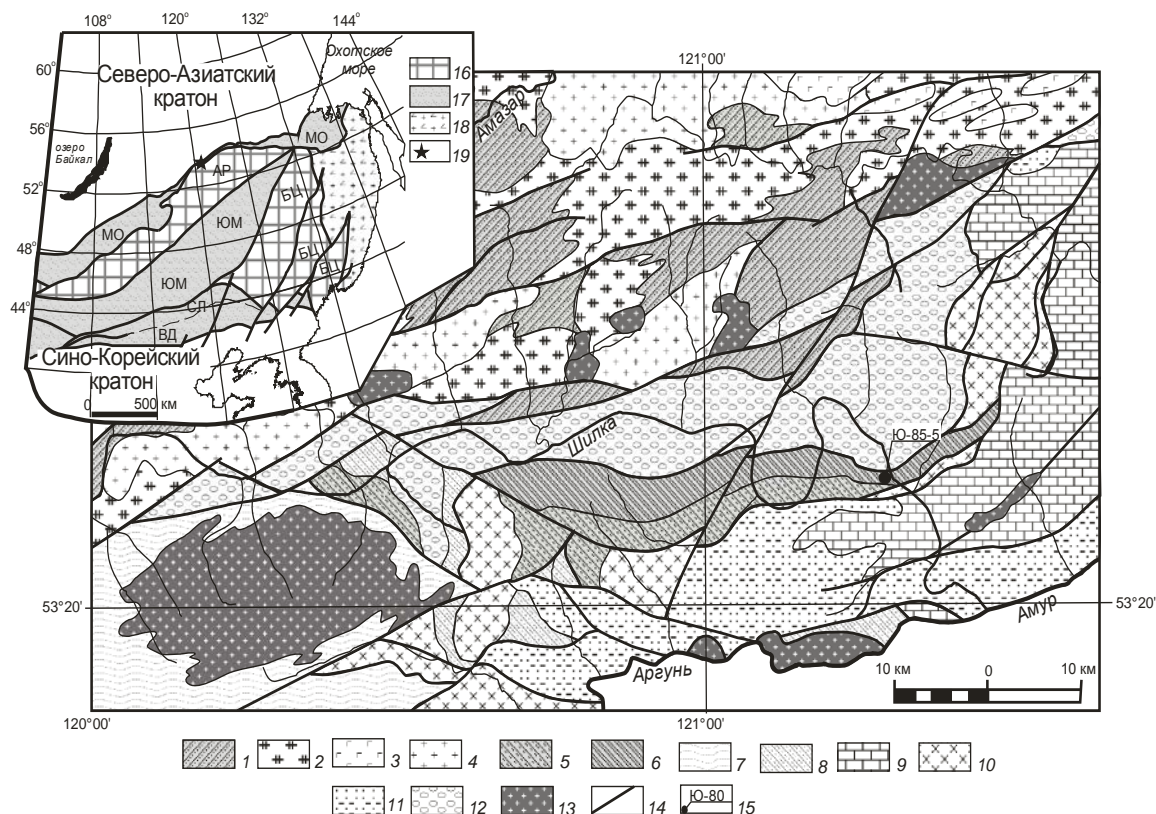 108° 120° 132° 144°
121°00'
Охотское
море
60°
56°
52°
48°
44°
Северо-Азиатский
кратон
озеро
Байкал
МО
АР
БЦ
ЮМ
МО
БЦ
БЦ
ЮМ
СЛ
ВД
Сино-Корейский
кратон
0 500 км
16
17
18
19
Амазар
Шилка
Ю-85-5
53°20'
53°20'
Амур
Аргунь
10 км 0 10 км
120°00' 121°00'
1 2 3 4 5 6 7 8 9 10
11 12 13 14 Ю-80 15